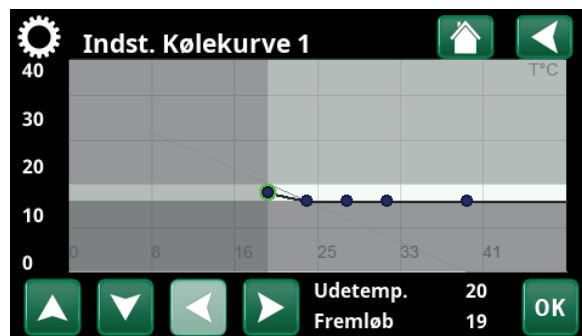 Indst. Kølekurve 1
40
T°C
30
20
10
0 8 16 25 33 41
0
Udetemp. 20
Fremløb 19
OK